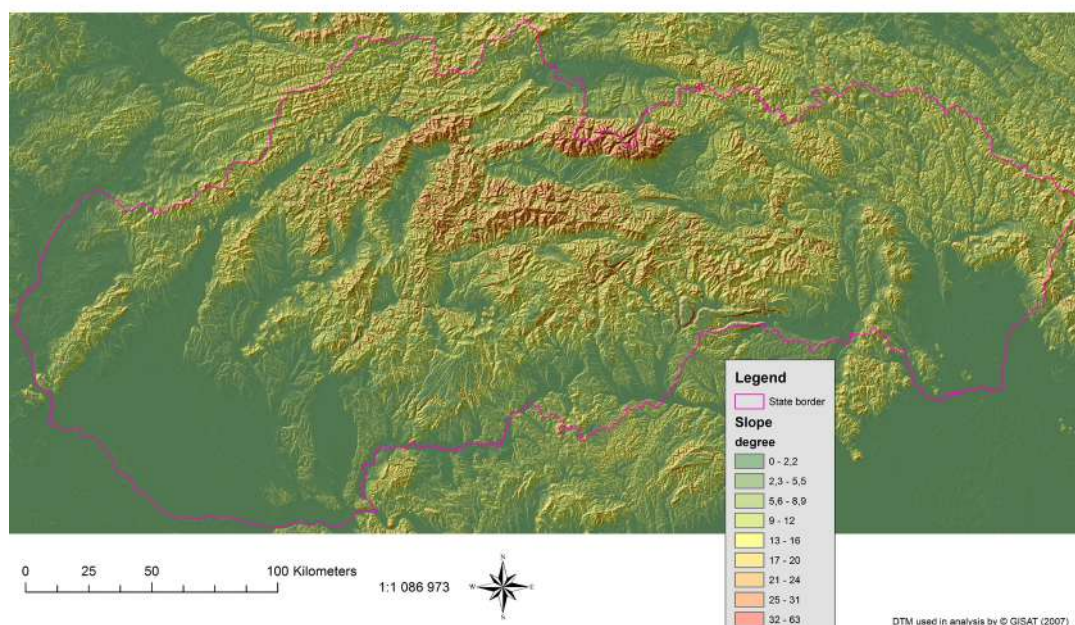 Legend
State border
Slope
degree
0 - 2,2
2,3 - 5,5
5,6 - 8,9
9 - 12
13 - 16
17 - 20
21 - 24
25 - 31
32 - 63
0 25 50 100 Kilometers
1:1 086 973
N
W E
S
DTM used in analysis by © GISAT (2007)